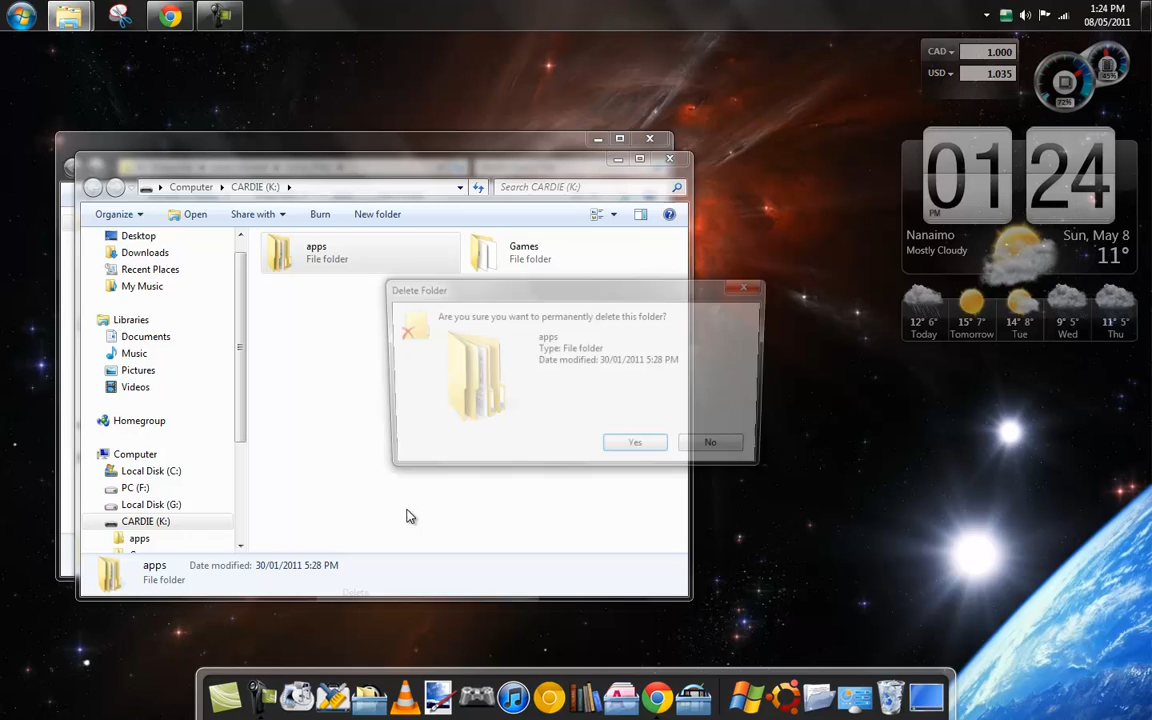 1:24 PM
08/05/2011
CAD 1.000
USD 1.035
45%
72%
01 24
PM
Nanaimo
Mostly Cloudy
Sun, May 8
11°
12° 6° 15° 7° 14° 8° 9° 5° 11° 5°
Today Tomorrow Tue Wed Thu
Computer CARDIE (K:)
Search CARDIE (K:)
Organize Open Share with Burn New folder
Desktop
Downloads
Recent Places
My Music
Libraries
Documents
Music
Pictures
Videos
Homegroup
Computer
Local Disk (C:)
PC (F:)
Local Disk (G:)
CARDIE (K:)
apps
apps
File folder
Games
File folder
Delete Folder
Are you sure you want to permanently delete this folder?
apps
Type: File folder
Date modified: 30/01/2011 5:28 PM
Yes No
apps
File folder
Date modified: 30/01/2011 5:28 PM
Delete